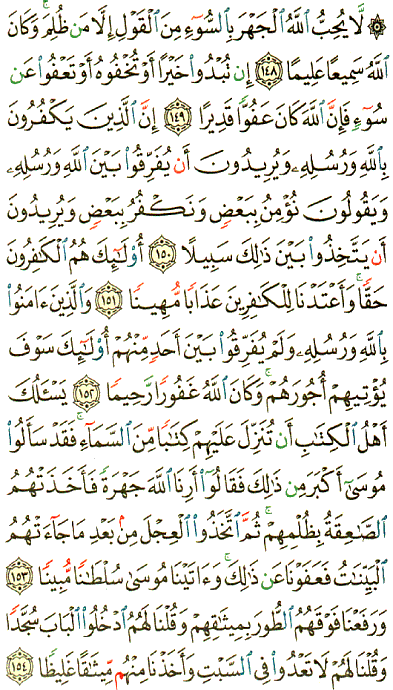 ۞ لَّا يُحِبُّ ٱللَّهُ ٱلْجَهْرَ بِٱلسُّوٓءِ مِنَ ٱلْقَوْلِ إِلَّا مَن ظُلِمَ ۚ وَكَانَ
ٱللَّهُ سَمِيعًا عَلِيمًا ١٤٨ إِن تُبْدُوا۟ خَيْرًا أَوْ تُخْفُوهُ أَوْ تَعْفُوا۟ عَن
سُوٓءٍ فَإِنَّ ٱللَّهَ كَانَ عَفُوًّا قَدِيرًا ١٤٩ إِنَّ ٱلَّذِينَ يَكْفُرُونَ
بِٱللَّهِ وَرُسُلِهِۦ وَيُرِيدُونَ أَن يُفَرِّقُوا۟ بَيْنَ ٱللَّهِ وَرُسُلِهِۦ
وَيَقُولُونَ نُؤْمِنُ بِبَعْضٍ وَنَكْفُرُ بِبَعْضٍ وَيُرِيدُونَ
أَن يَتَّخِذُوا۟ بَيْنَ ذَٰلِكَ سَبِيلًا ١٥٠ أُو۟لَٰٓئِكَ هُمُ ٱلْكَٰفِرُونَ
حَقًّا ۚ وَأَعْتَدْنَا لِلْكَٰفِرِينَ عَذَابًا مُّهِينًا ١٥١ وَٱلَّذِينَ ءَامَنُوا۟
بِٱللَّهِ وَرُسُلِهِۦ وَلَمْ يُفَرِّقُوا۟ بَيْنَ أَحَدٍ مِّنْهُمْ أُو۟لَٰٓئِكَ سَوْفَ
يُؤْتِيهِمْ أُجُورَهُمْ ۗ وَكَانَ ٱللَّهُ غَفُورًا رَّحِيمًا ١٥٢ يَسْـَٔلُكَ
أَهْلُ ٱلْكِتَٰبِ أَن تُنَزِّلَ عَلَيْهِمْ كِتَٰبًا مِّنَ ٱلسَّمَآءِ ۚ فَقَدْ سَأَلُوا۟
مُوسَىٰٓ أَكْبَرَ مِن ذَٰلِكَ فَقَالُوٓا۟ أَرِنَا ٱللَّهَ جَهْرَةً فَأَخَذَتْهُمُ
ٱلصَّٰعِقَةُ بِظُلْمِهِمْ ۚ ثُمَّ ٱتَّخَذُوا۟ ٱلْعِجْلَ مِنۢ بَعْدِ مَا جَآءَتْهُمُ
ٱلْبَيِّنَٰتُ فَعَفَوْنَا عَن ذَٰلِكَ ۚ وَءَاتَيْنَا مُوسَىٰ سُلْطَٰنًا مُّبِينًا ١٥٣
وَرَفَعْنَا فَوْقَهُمُ ٱلطُّورَ بِمِيثَٰقِهِمْ وَقُلْنَا لَهُمُ ٱدْخُلُوا۟ ٱلْبَابَ سُجَّدًا
وَقُلْنَا لَهُمْ لَا تَعْدُوا۟ فِى ٱلسَّبْتِ وَأَخَذْنَا مِنْهُم مِّيثَٰقًا غَلِيظًا ١٥٤